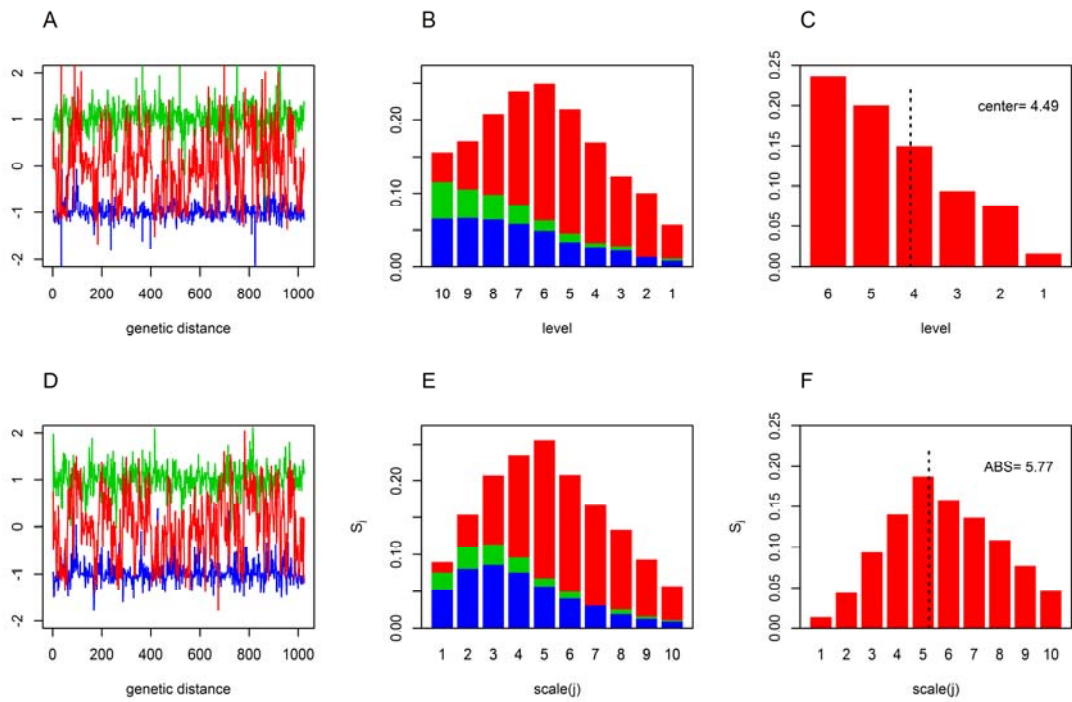 A
B
C
2
1
0
-1
-2
0 200 400 600 800 1000
genetic distance
0.20
0.10
0.00
10 9 8 7 6 5 4 3 2 1
level
0.25
0.20
0.15
0.10
0.05
0.00
center= 4.49
6 5 4 3 2 1
level
D
E
F
2
1
0
-1
-2
0 200 400 600 800 1000
genetic distance
Sj
0.20
0.10
0.00
1 2 3 4 5 6 7 8 9 10
scale(j)
Sj
0.25
0.20
0.15
0.10
0.05
0.00
ABS= 5.77
1 2 3 4 5 6 7 8 9 10
scale(j)